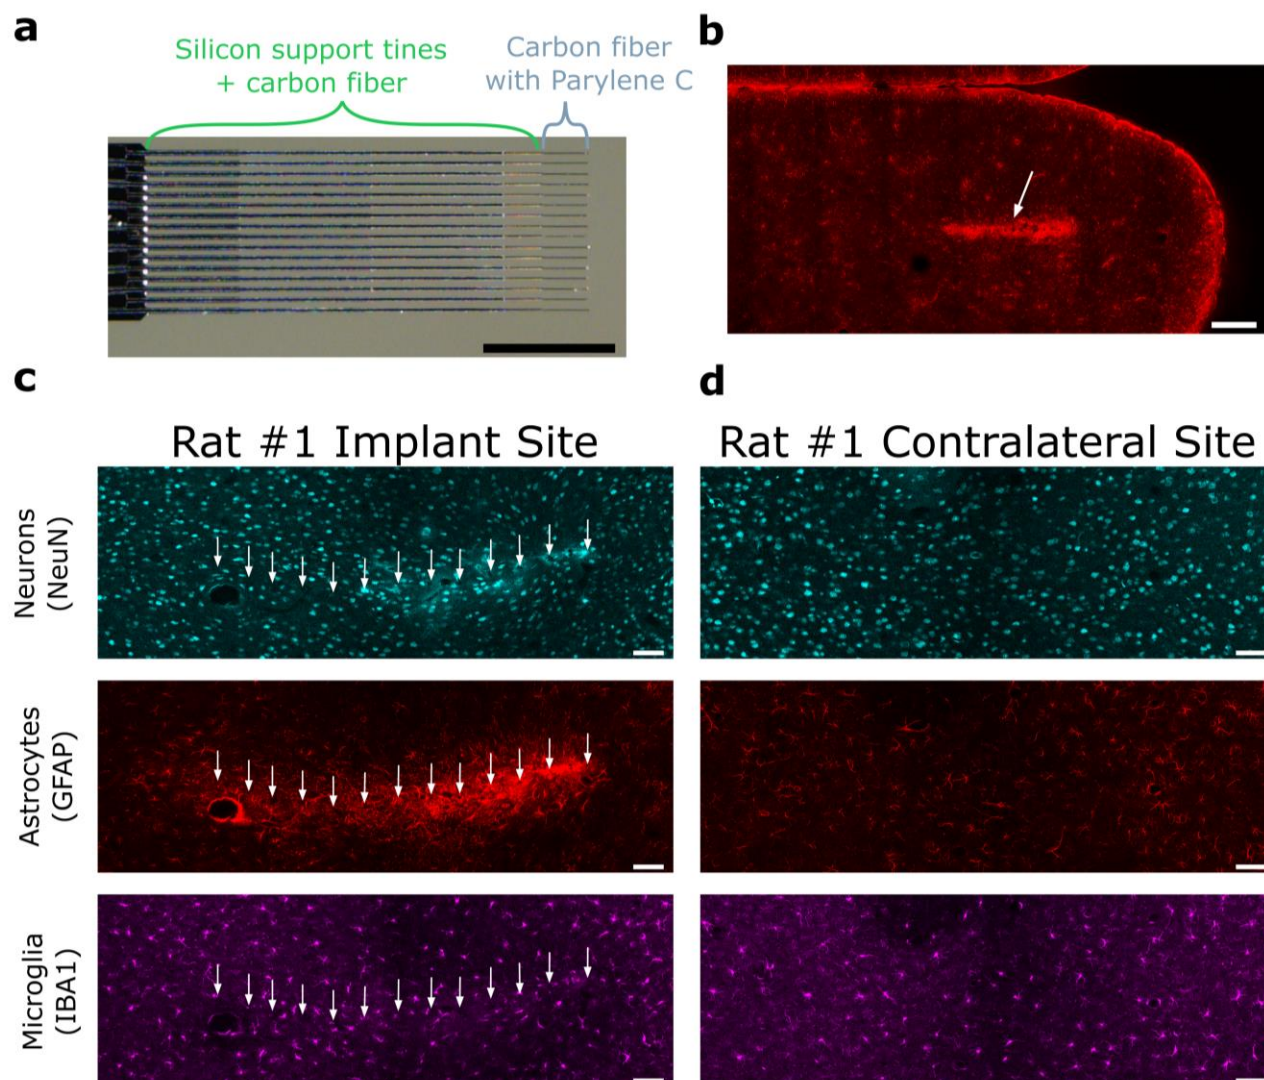 a
Silicon support tines
+ carbon fiber
Carbon fiber
with Parylene C
b
c
Rat #1 Implant Site
Neurons
(NeuN)
Astrocytes
(GFAP)
Microglia
(IBA1)
d
Rat #1 Contralateral Site